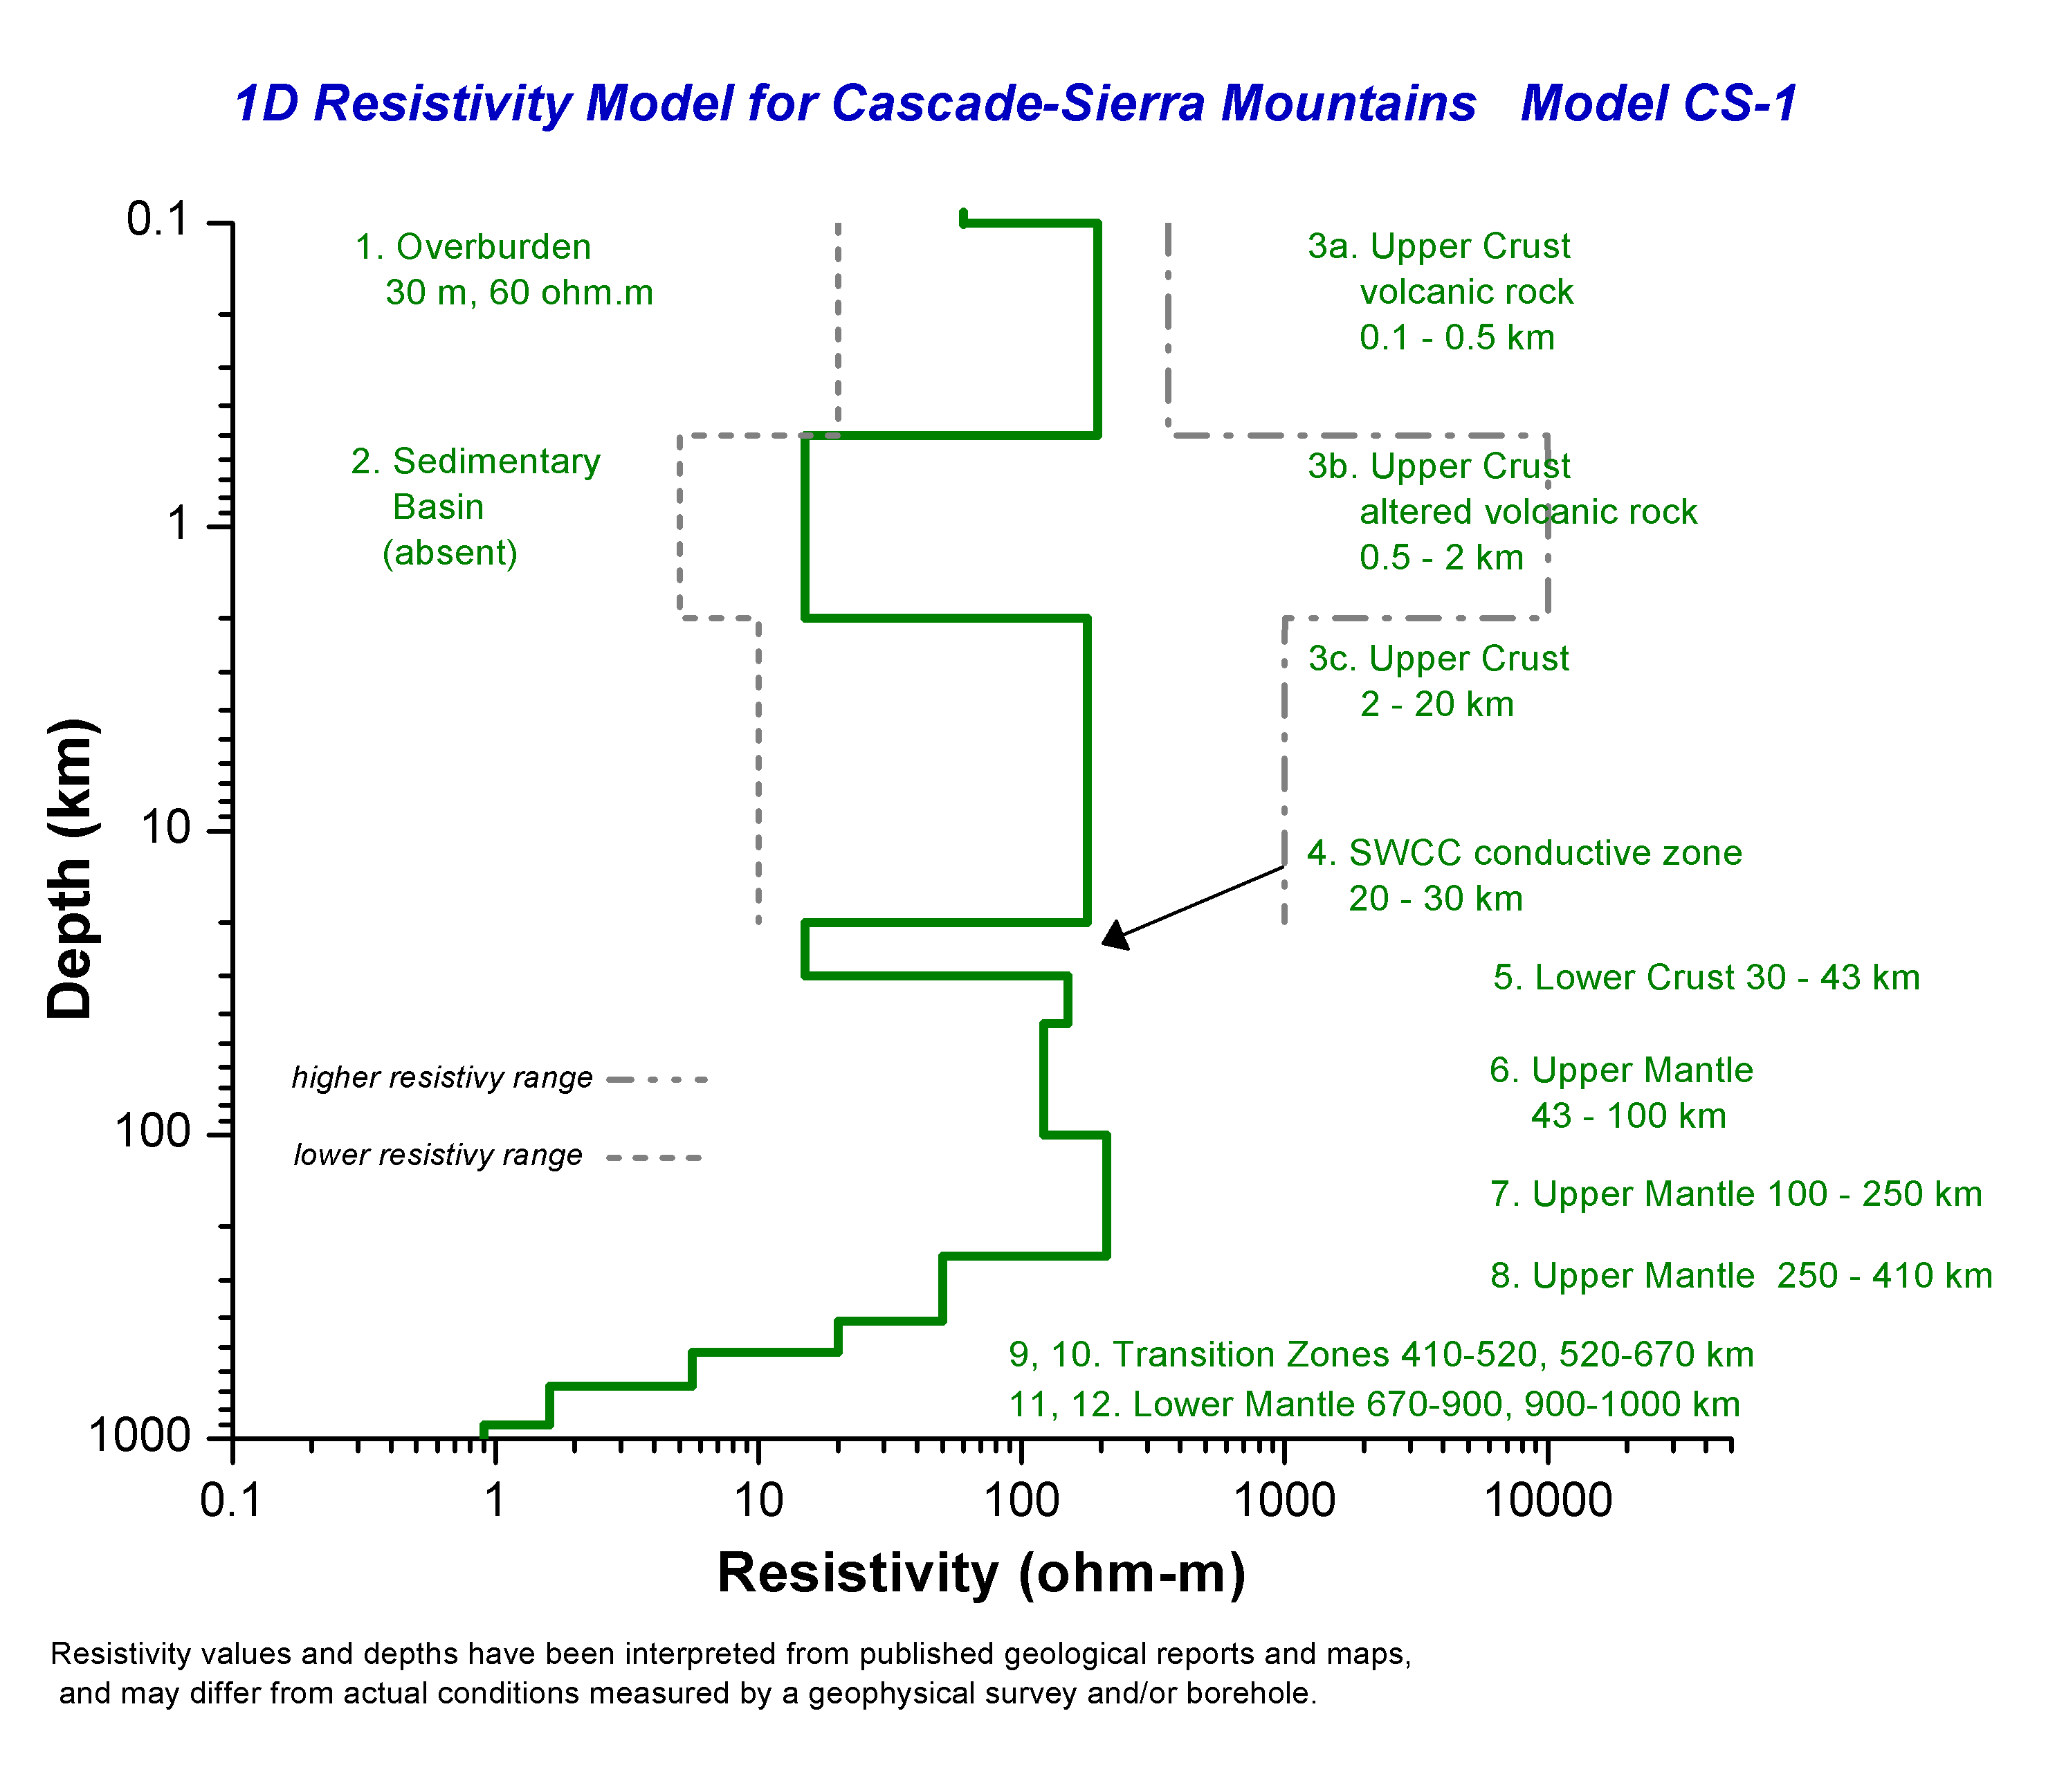 1D Resistivity Model for Cascade-Sierra Mountains   Model CS-1
0.1
1
10
100
1000
Depth (km)
1. Overburden
30 m, 60 ohm.m
2. Sedimentary
Basin
(absent)
3a. Upper Crust
volcanic rock
0.1 - 0.5 km
3b. Upper Crust
altered volcanic rock
0.5 - 2 km
3c. Upper Crust
2 - 20 km
4. SWCC conductive zone
20 - 30 km
5. Lower Crust 30 - 43 km
higher resistivy range
lower resistivy range
6. Upper Mantle
43 - 100 km
7. Upper Mantle 100 - 250 km
8. Upper Mantle  250 - 410 km
9, 10. Transition Zones 410-520, 520-670 km
11, 12. Lower Mantle 670-900, 900-1000 km
0.1 1 10 100 1000 10000
Resistivity (ohm-m)
Resistivity values and depths have been interpreted from published geological reports and maps,
and may differ from actual conditions measured by a geophysical survey and/or borehole.